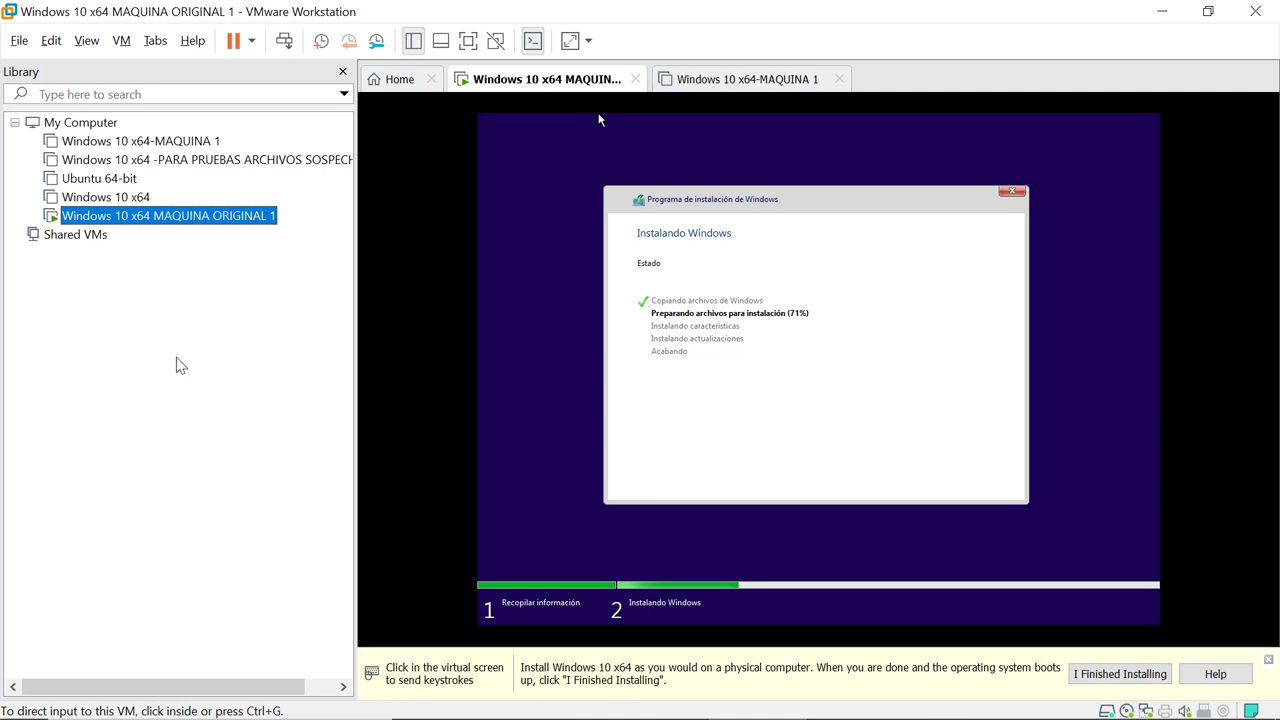 Windows 10 x64 MAQUINA ORIGINAL 1 - VMware Workstation
File Edit View VM Tabs Help
Library
Type here to search
My Computer
Windows 10 x64-MAQUINA 1
Windows 10 x64 -PARA PRUEBAS ARCHIVOS SOSPECH
Ubuntu 64-bit
Windows 10 x64
Windows 10 x64 MAQUINA ORIGINAL 1
Shared VMs
Home
Windows 10 x64 MAQUIN...
Windows 10 x64-MAQUINA 1
Programa de instalación de Windows
Instalando Windows
Estado
Copiando archivos de Windows
Preparando archivos para instalación (71%)
Instalando características
Instalando actualizaciones
Acabando
1 Recopilar información
2 Instalando Windows
Click in the virtual screen
to send keystrokes
Install Windows 10 x64 as you would on a physical computer. When you are done and the operating system boots
up, click "I Finished Installing".
I Finished Installing
Help
To direct input to this VM, click inside or press Ctrl+G.